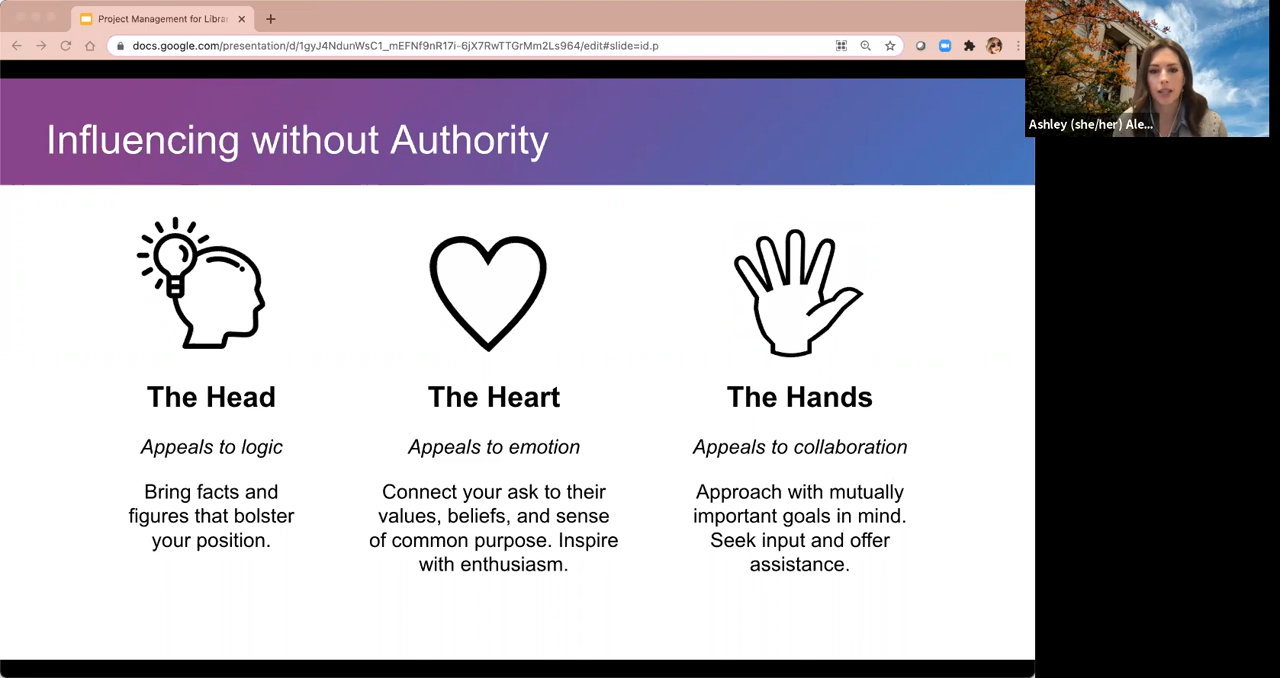 Project Management for Librar
docs.google.com/presentation/d/1gyJ4NdunWsC1_mEFNf9nR17i-6jX7RwTTGrMm2Ls964/edit#slide=id.p
Ashley (she/her) Ale...
Influencing without Authority
The Head
Appeals to logic
Bring facts and
figures that bolster
your position.
The Heart
Appeals to emotion
Connect your ask to their
values, beliefs, and sense
of common purpose. Inspire
with enthusiasm.
The Hands
Appeals to collaboration
Approach with mutually
important goals in mind.
Seek input and offer
assistance.